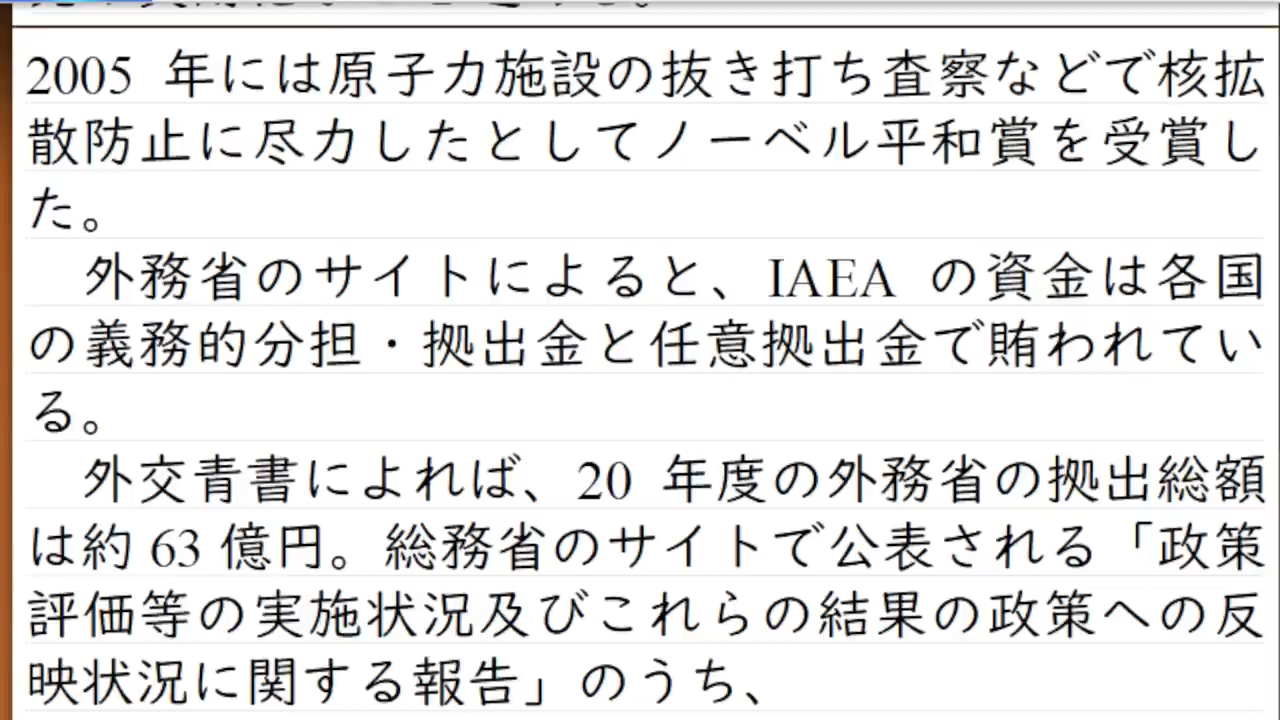 2005 年には原子力施設の抜き打ち査察などで核拡
散防止に尽力したとしてノーベル平和賞を受賞し
た。
外務省のサイトによると、IAEA の資金は各国
の義務的分担・拠出金と任意拠出金で賄われてい
る。
外交青書によれば、20 年度の外務省の拠出総額
は約 63 億円。総務省のサイトで公表される「政策
評価等の実施状況及びこれらの結果の政策への反
映状況に関する報告」のうち、